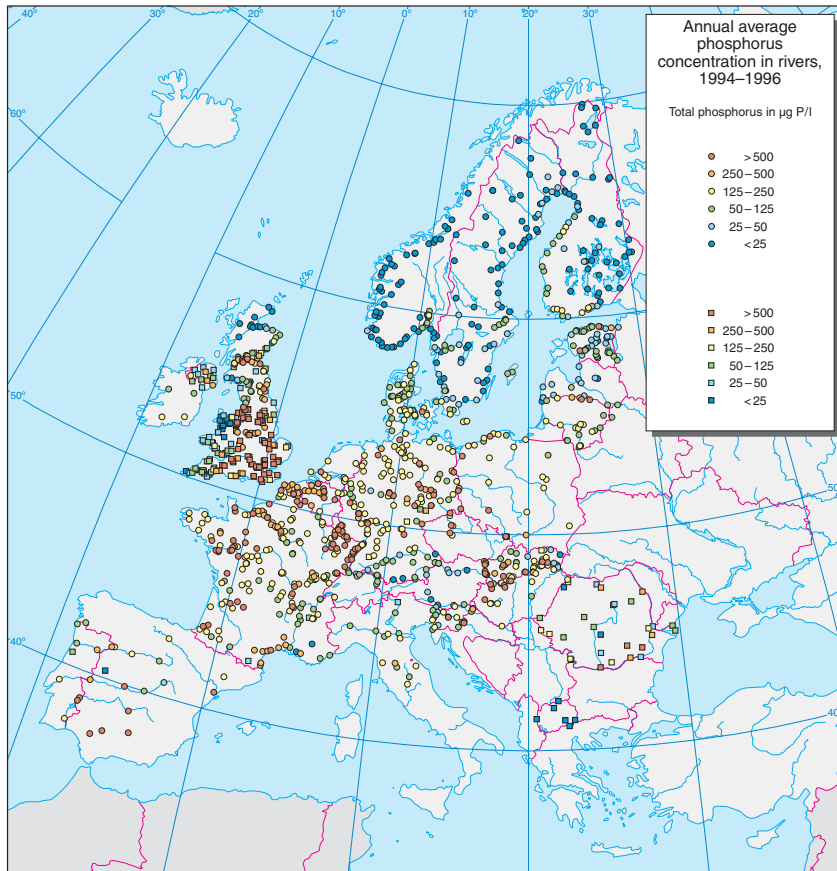 40° 30° 20° 10° 0° 10° 20° 30°
Annual average
phosphorus
concentration in rivers,
1994–1996
Total phosphorus in µg P/l
> 500
250 – 500
125 – 250
50 – 125
25 – 50
< 25
> 500
250 – 500
125 – 250
50 – 125
25 – 50
< 25
60°
50°
50
40°
40